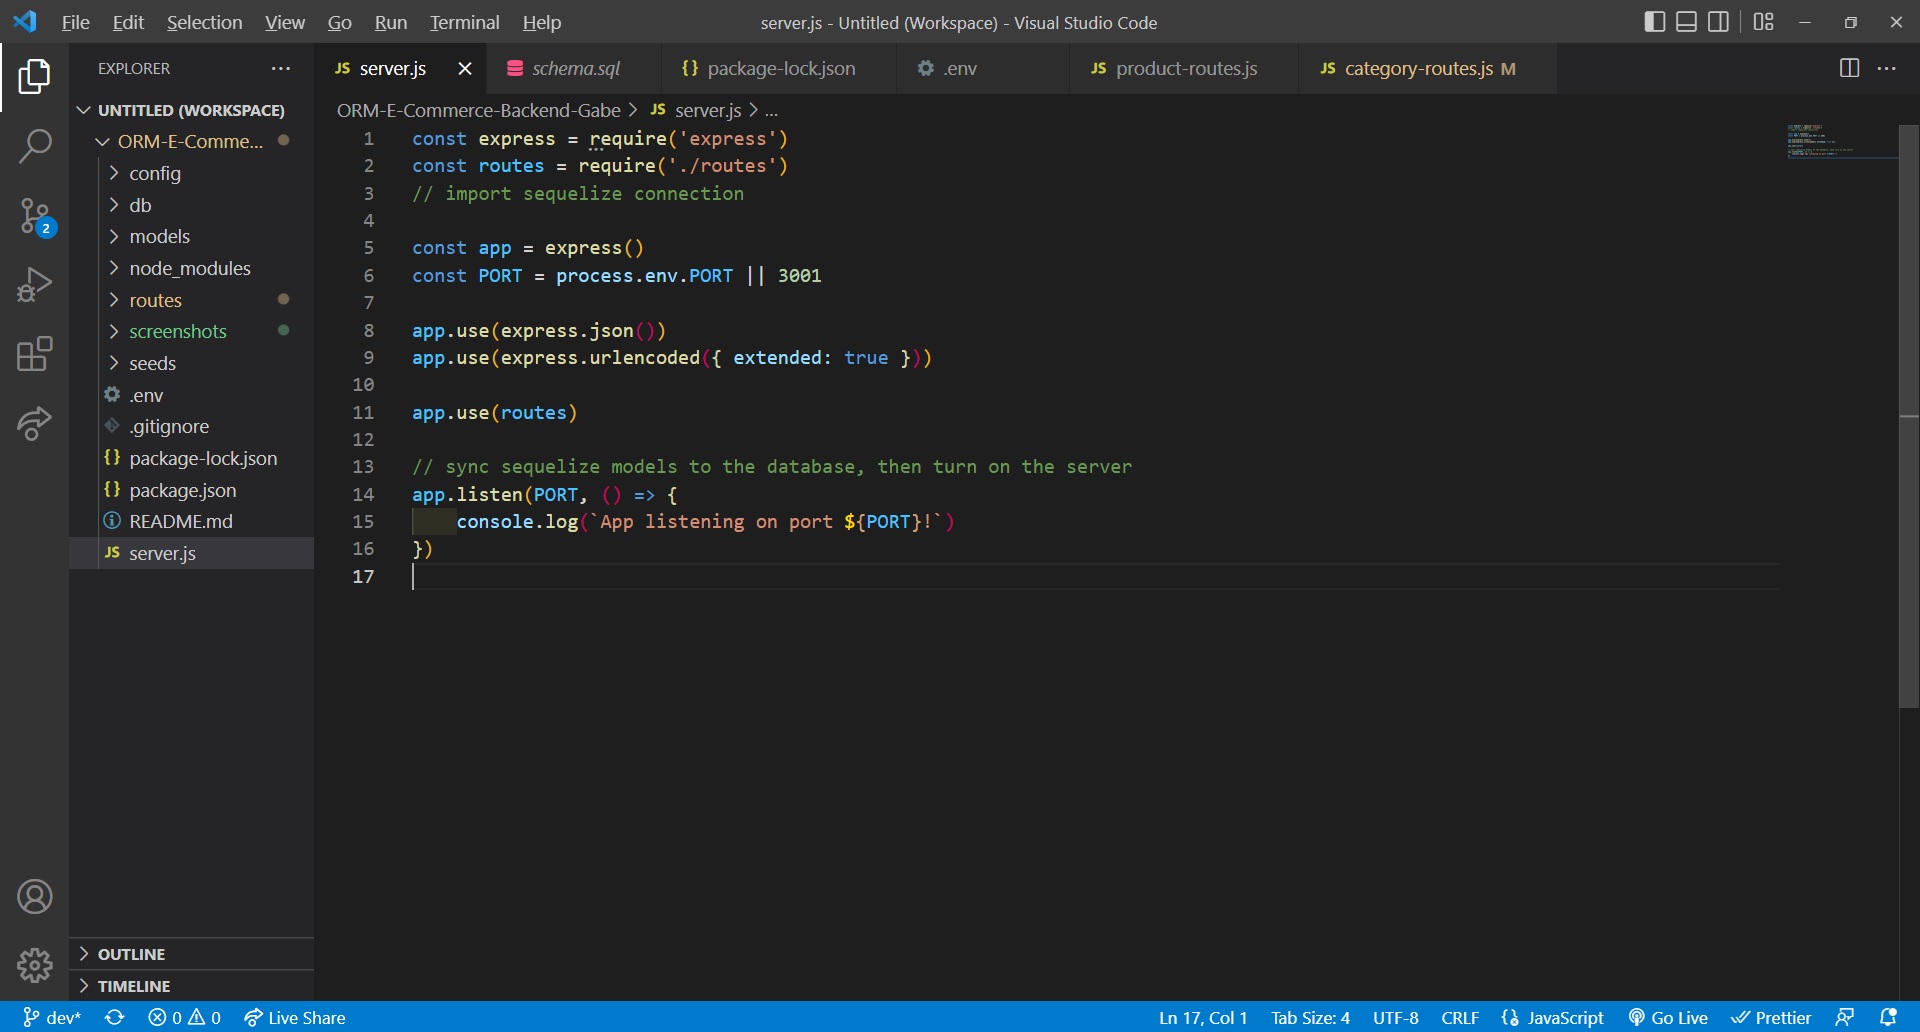 File Edit Selection View Go Run Terminal Help
server.js - Untitled (Workspace) - Visual Studio Code
EXPLORER
UNTITLED (WORKSPACE)
ORM-E-Comme...
config
db
models
node_modules
routes
screenshots
seeds
.env
.gitignore
{} package-lock.json
{} package.json
README.md
JS server.js
OUTLINE
TIMELINE
2
JS server.js
schema.sql
{} package-lock.json
.env
JS product-routes.js
JS category-routes.js M
ORM-E-Commerce-Backend-Gabe > JS server.js > ...
1 const express = require('express')
2 const routes = require('./routes')
3 // import sequelize connection
4
5 const app = express()
6 const PORT = process.env.PORT || 3001
7
8 app.use(express.json())
9 app.use(express.urlencoded({ extended: true }))
10
11 app.use(routes)
12
13 // sync sequelize models to the database, then turn on the server
14 app.listen(PORT, () => {
15     console.log(`App listening on port ${PORT}!`)
16 })
17
dev* 0 0 Live Share
Ln 17, Col 1 Tab Size: 4 UTF-8 CRLF JavaScript Go Live Prettier